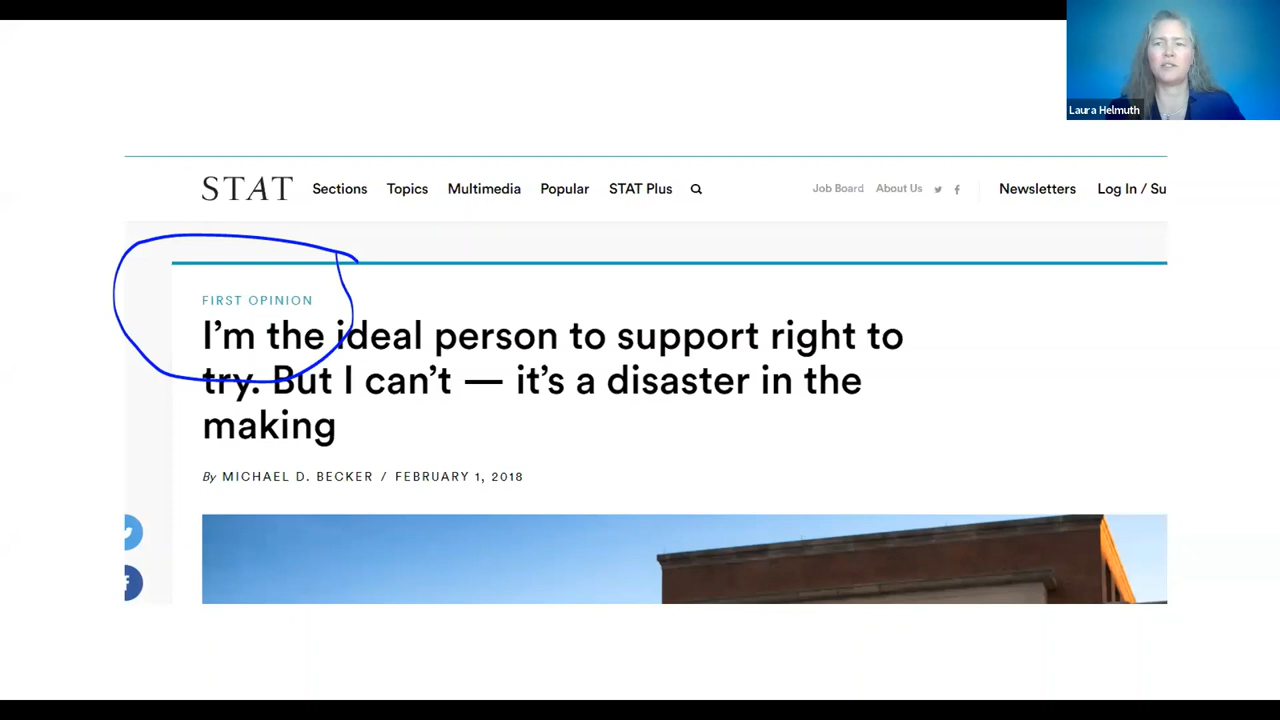 Laura Helmuth
STAT Sections Topics Multimedia Popular STAT Plus Job Board About Us Newsletters Log In / Su
FIRST OPINION
I'm the ideal person to support right to
try. But I can't — it's a disaster in the
making
By MICHAEL D. BECKER / FEBRUARY 1, 2018